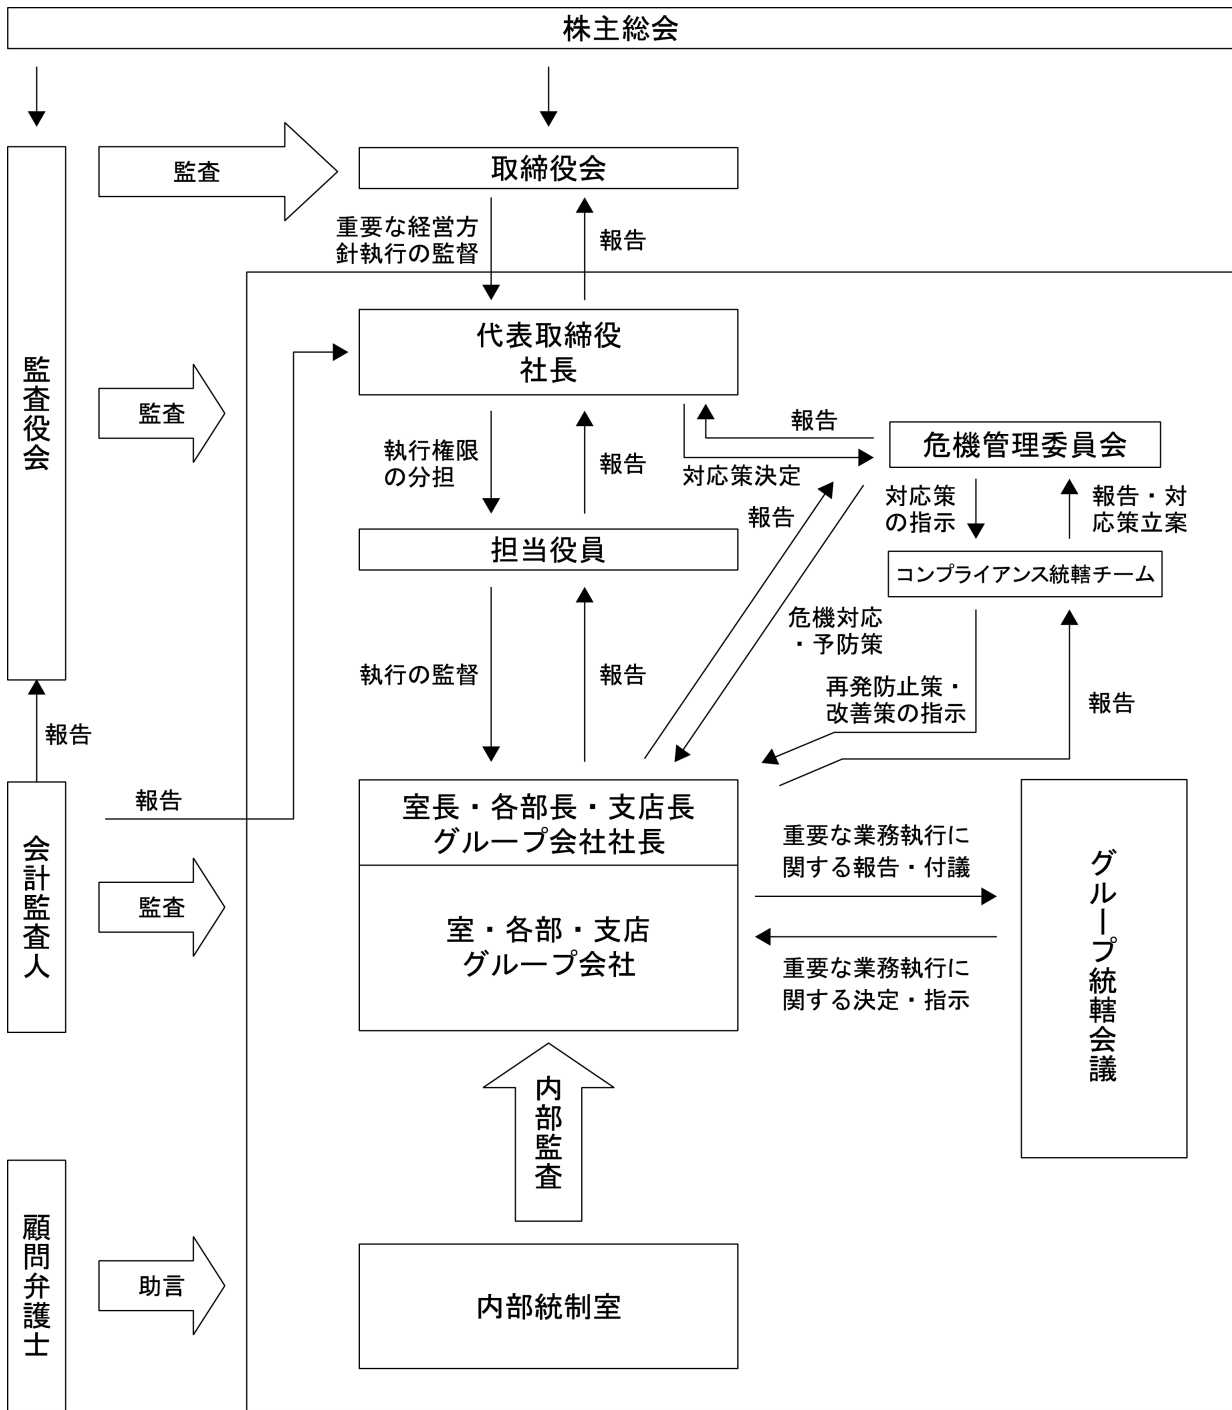 株主総会
監査
取締役会
重要な経営方
針執行の監督
報告
監査役会
代表取締役
社長
監査
執行権限
の分担
報告
報告
対応策決定
危機管理委員会
対応策
の指示
報告・対
応策立案
報告
担当役員
コンプライアンス統轄チーム
危機対応
・予防策
執行の監督
報告
再発防止策・
改善策の指示
報告
報告
報告
会計監査人
監査
室長・各部長・支店長
グループ会社社長
室・各部・支店
グループ会社
重要な業務執行に
関する報告・付議
重要な業務執行に
関する決定・指示
グループ統轄会議
内部監査
顧問弁護士
助言
内部統制室